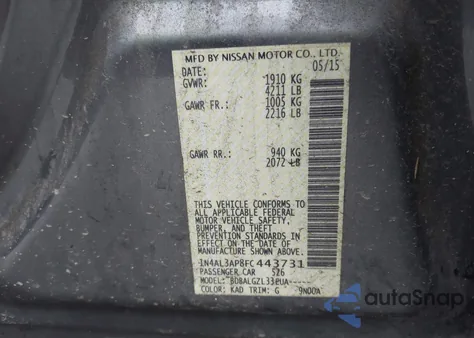 MFD BY NISSAN MOTOR CO., LTD.
DATE: 05/15
GVWR: 1910 KG
4211 LB
GAWR FR.: 1005 KG
2216 LB
GAWR RR.: 940 KG
2072 LB
THIS VEHICLE CONFORMS TO
ALL APPLICABLE FEDERAL
MOTOR VEHICLE SAFETY,
BUMPER, AND THEFT
PREVENTION STANDARDS IN
EFFECT ON THE DATE OF
MANUFACTURE SHOWN ABOVE.
1N4AL3AP8FC443731
PASSENGER CAR 526
MODEL: BDBALGZL33EUA-----
COLOR: KAD TRIM: G 9N00A
autoSnap